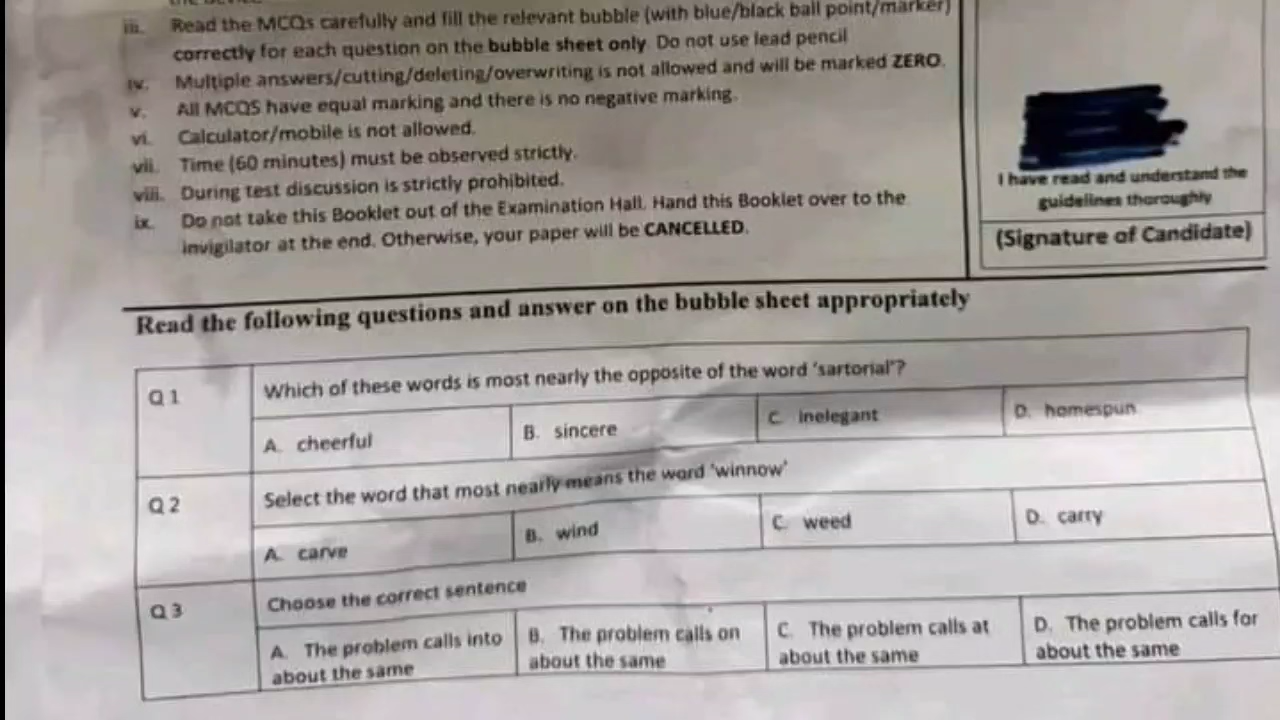 iii. Read the MCQs carefully and fill the relevant bubble (with blue/black ball point/marker)
correctly for each question on the bubble sheet only. Do not use lead pencil
iv. Multiple answers/cutting/deleting/overwriting is not allowed and will be marked ZERO.
v. All MCQS have equal marking and there is no negative marking.
vi. Calculator/mobile is not allowed.
vii. Time (60 minutes) must be observed strictly.
viii. During test discussion is strictly prohibited.
ix. Do not take this Booklet out of the Examination Hall. Hand this Booklet over to the
invigilator at the end. Otherwise, your paper will be CANCELLED.
I have read and understand the
guidelines thoroughly
(Signature of Candidate)
Read the following questions and answer on the bubble sheet appropriately
Q 1 Which of these words is most nearly the opposite of the word 'sartorial'?
A. cheerful B. sincere C. inelegant D. homespun
Q 2 Select the word that most nearly means the word 'winnow'
A. carve B. wind C. weed D. carry
Q 3 Choose the correct sentence
A. The problem calls into B. The problem calls on C. The problem calls at D. The problem calls for
about the same about the same about the same about the same